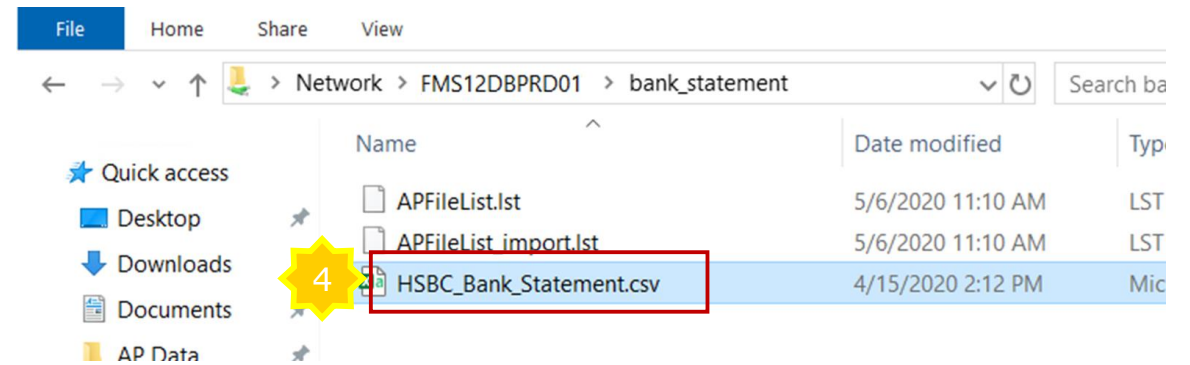 File Home Share View
Network > FMS12DBPRD01 > bank_statement Search ba
Name Date modified Typ
Quick access
APFileList.lst 5/6/2020 11:10 AM LST
Desktop
APFileList_import.lst 5/6/2020 11:10 AM LST
Downloads
4 HSBC_Bank_Statement.csv 4/15/2020 2:12 PM Mic
Documents
AP Data